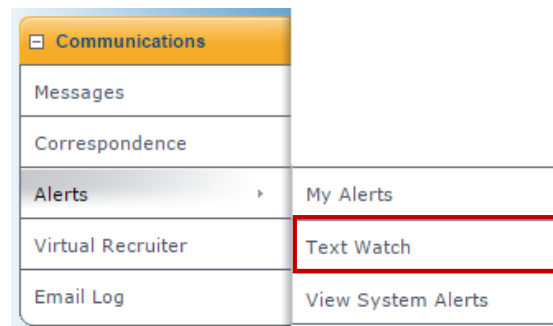 Communications
Messages
Correspondence
Alerts
Virtual Recruiter
Email Log
My Alerts
Text Watch
View System Alerts